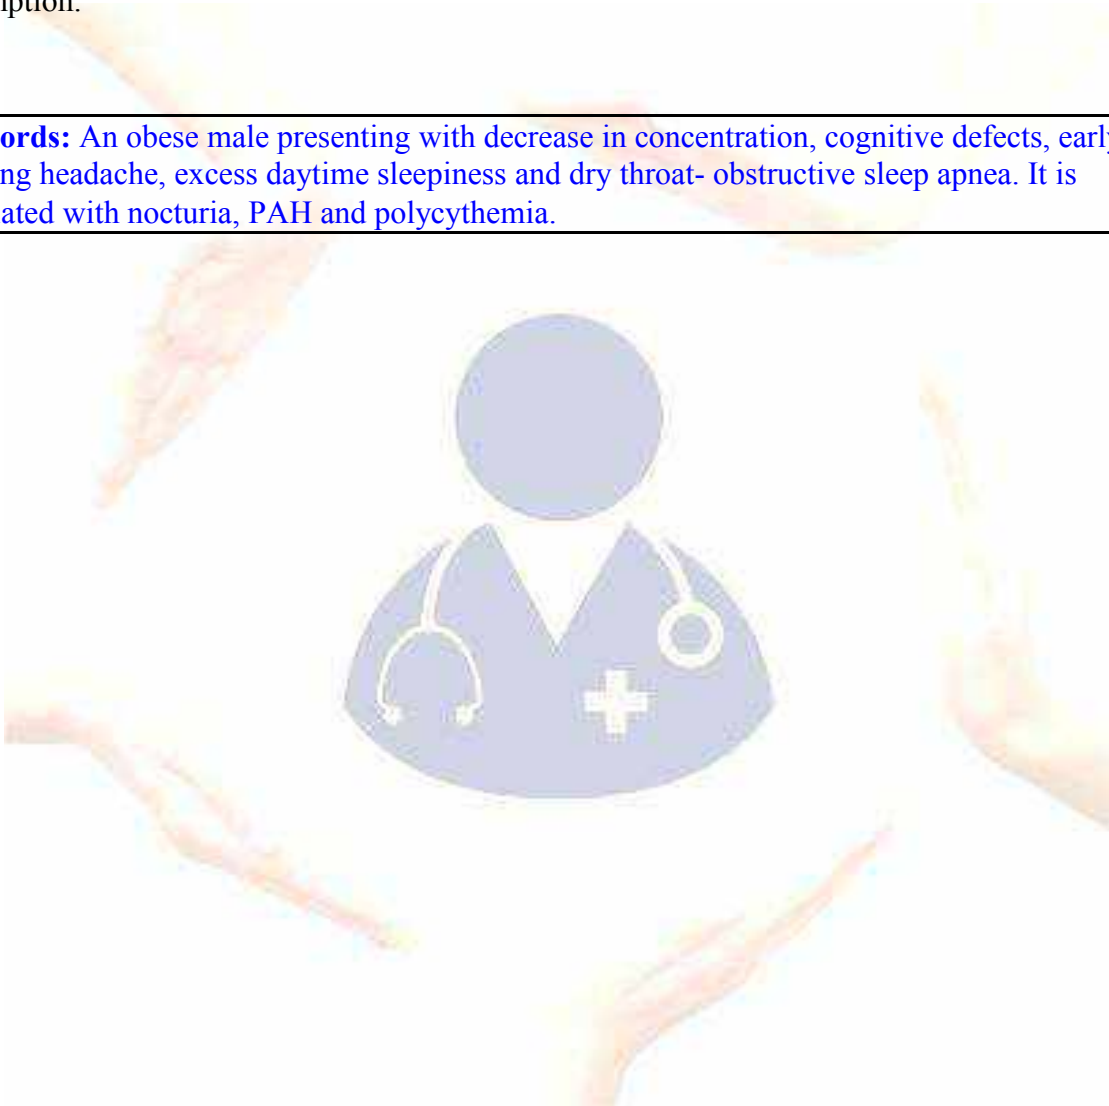 iption.
ords: An obese male presenting with decrease in concentration, cognitive defects, early
ng headache, excess daytime sleepiness and dry throat- obstructive sleep apnea. It is
ated with nocturia, PAH and polycythemia.